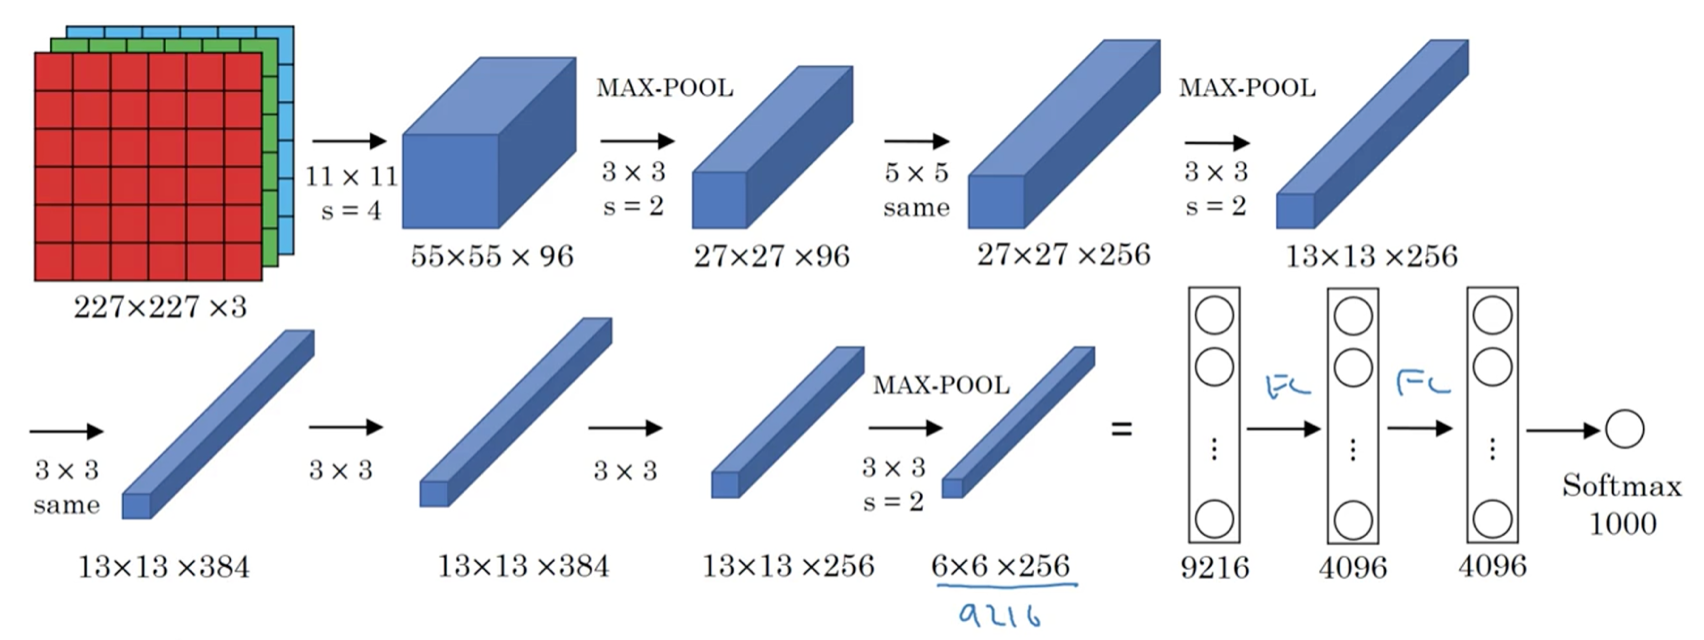 MAX-POOL
MAX-POOL
11 × 11
s = 4
3 × 3
s = 2
5 × 5
same
3 × 3
s = 2
227×227 ×3
55×55 × 96
27×27 ×96
27×27 ×256
13×13 ×256
MAX-POOL
3 × 3
same
3 × 3
3 × 3
3 × 3
s = 2
=
FC
FC
⋮
⋮
⋮
Softmax
1000
13×13 ×384
13×13 ×384
13×13 ×256
6×6 ×256
9216
4096
4096
9216